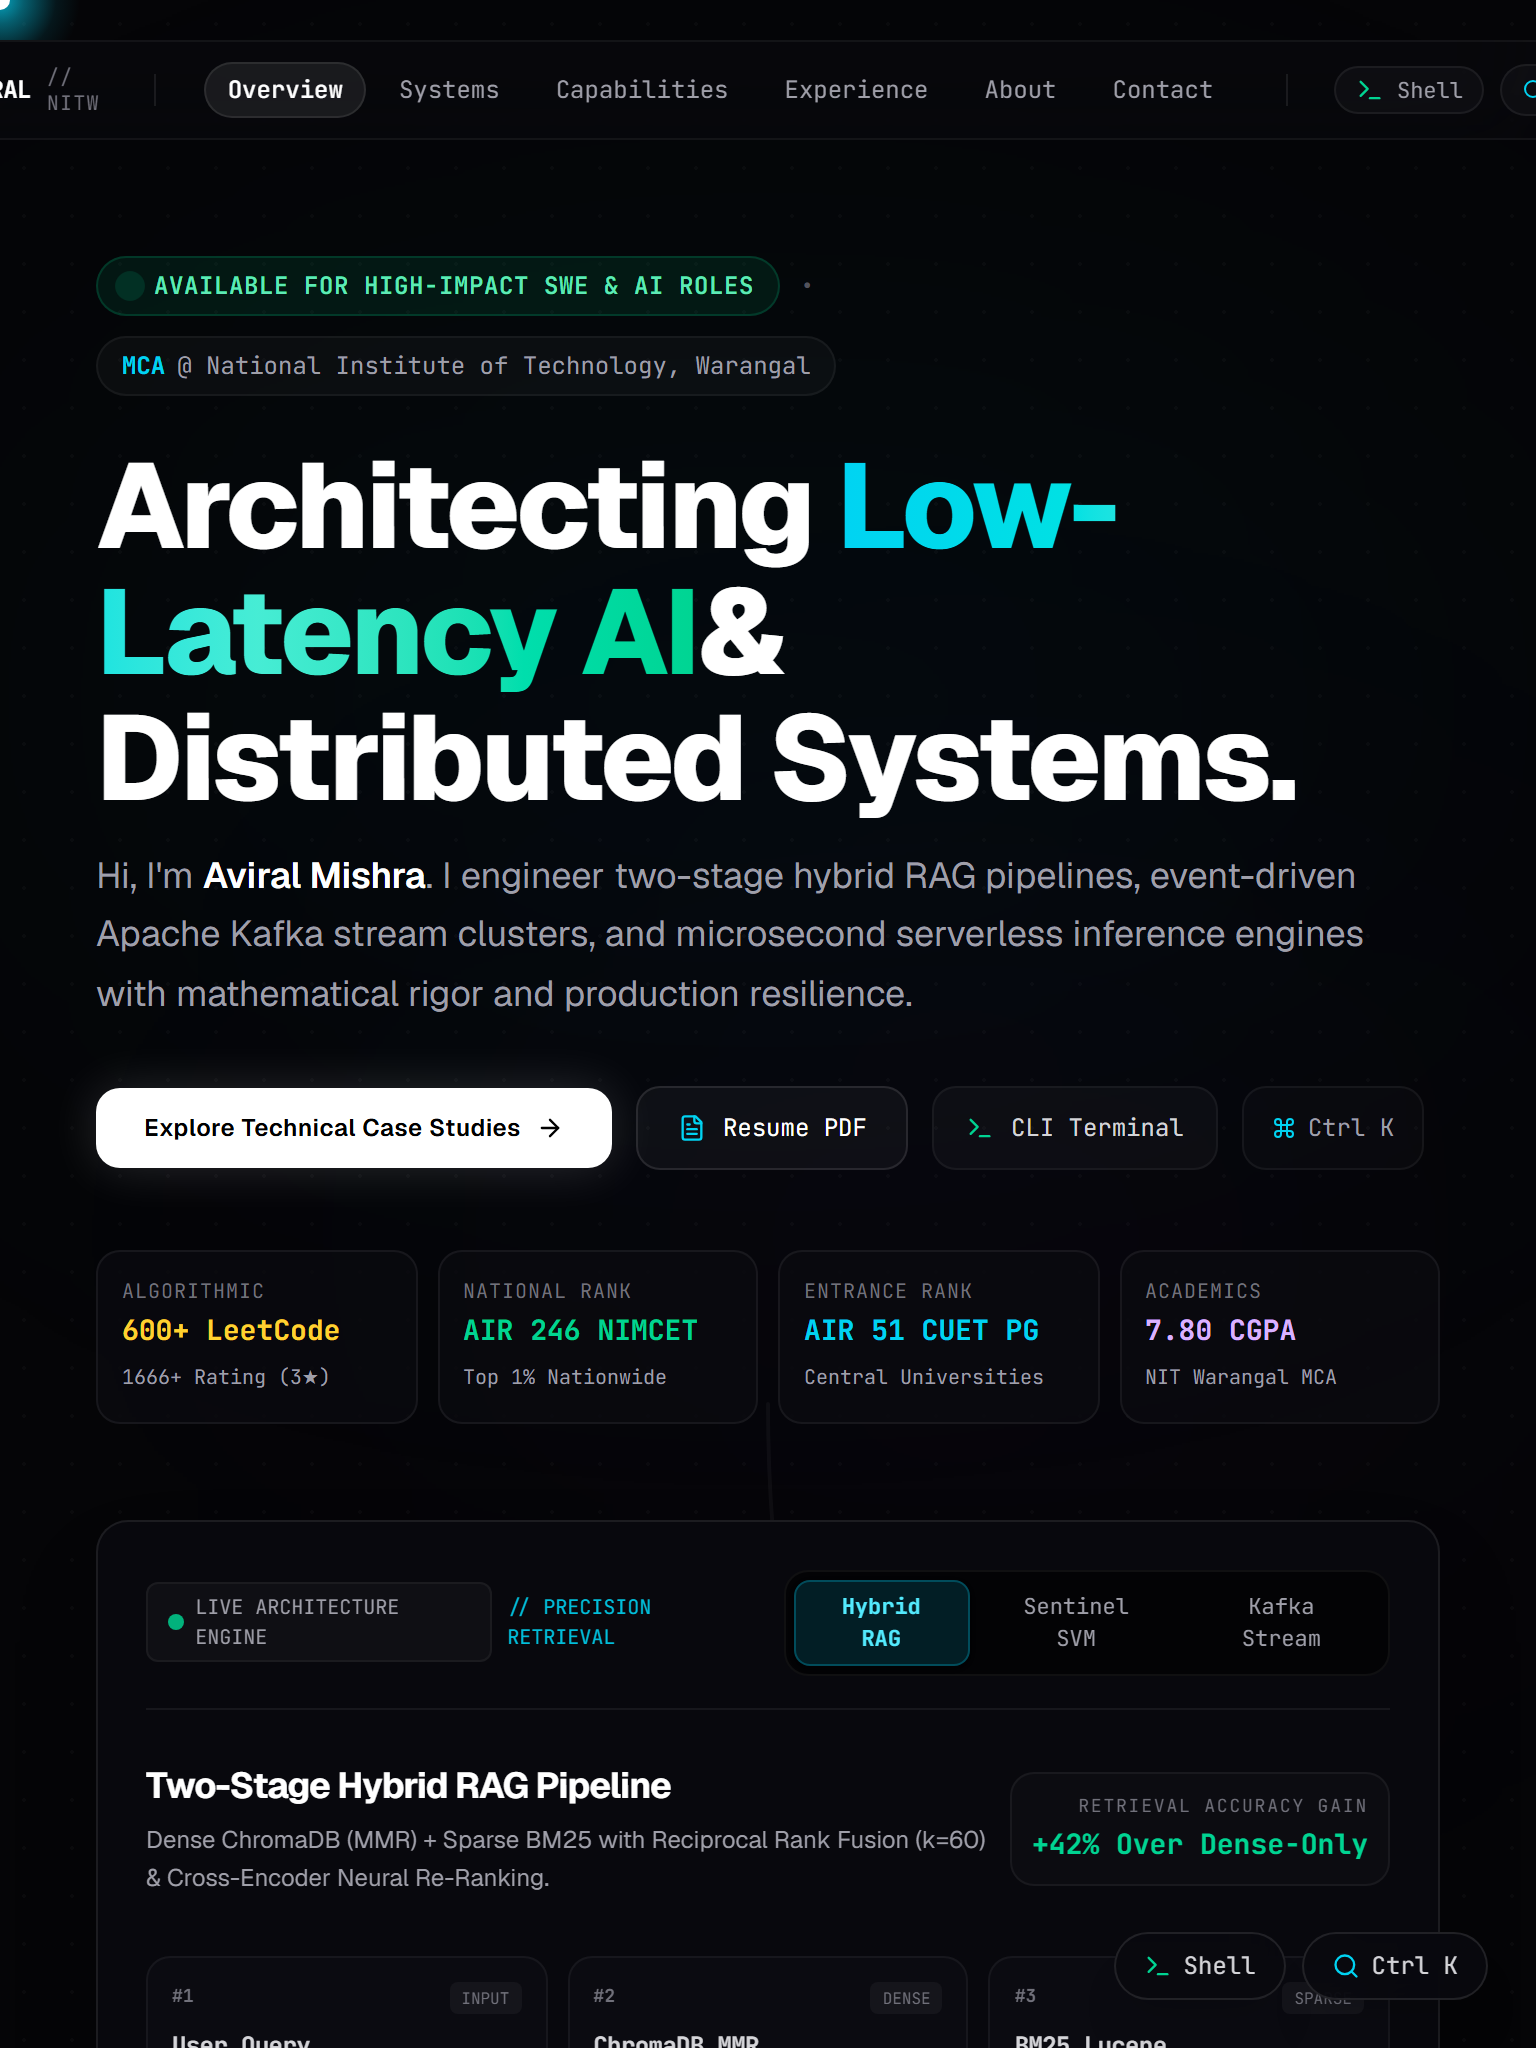 RAL
//
NITW
Overview
Systems
Capabilities
Experience
About
Contact
Shell
AVAILABLE FOR HIGH-IMPACT SWE & AI ROLES •
MCA @ National Institute of Technology, Warangal
Architecting Low-
Latency AI&
Distributed Systems.
Hi, I'm Aviral Mishra. I engineer two-stage hybrid RAG pipelines, event-driven
Apache Kafka stream clusters, and microsecond serverless inference engines
with mathematical rigor and production resilience.
Explore Technical Case Studies →
Resume PDF
CLI Terminal
⌘ Ctrl K
ALGORITHMIC
600+ LeetCode
1666+ Rating (3★)
NATIONAL RANK
AIR 246 NIMCET
Top 1% Nationwide
ENTRANCE RANK
AIR 51 CUET PG
Central Universities
ACADEMICS
7.80 CGPA
NIT Warangal MCA
LIVE ARCHITECTURE
ENGINE
// PRECISION
RETRIEVAL
Hybrid
RAG
Sentinel
SVM
Kafka
Stream
Two-Stage Hybrid RAG Pipeline
Dense ChromaDB (MMR) + Sparse BM25 with Reciprocal Rank Fusion (k=60)
& Cross-Encoder Neural Re-Ranking.
RETRIEVAL ACCURACY GAIN
+42% Over Dense-Only
Shell
Ctrl K
#1
INPUT
User Query
#2
DENSE
ChromaDB MMR
#3
SPARSE
BM25 Lucene